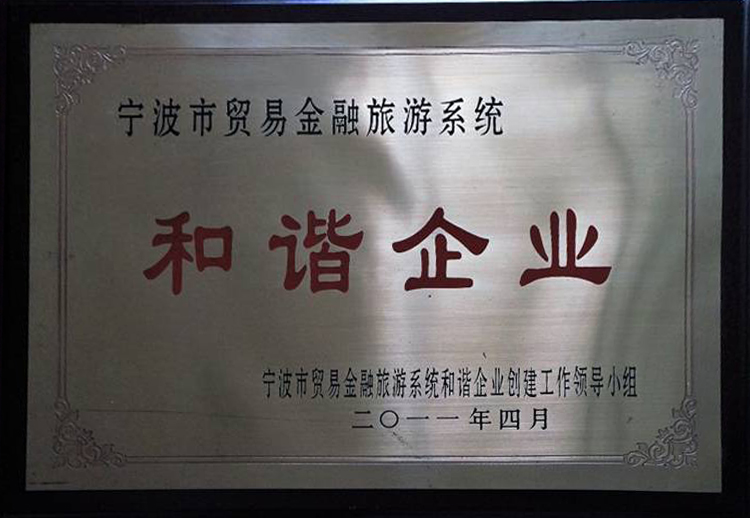 宁波市贸易金融旅游系统
和谐企业
宁波市贸易金融旅游系统和谐企业创建工作领导小组
二〇一一年四月